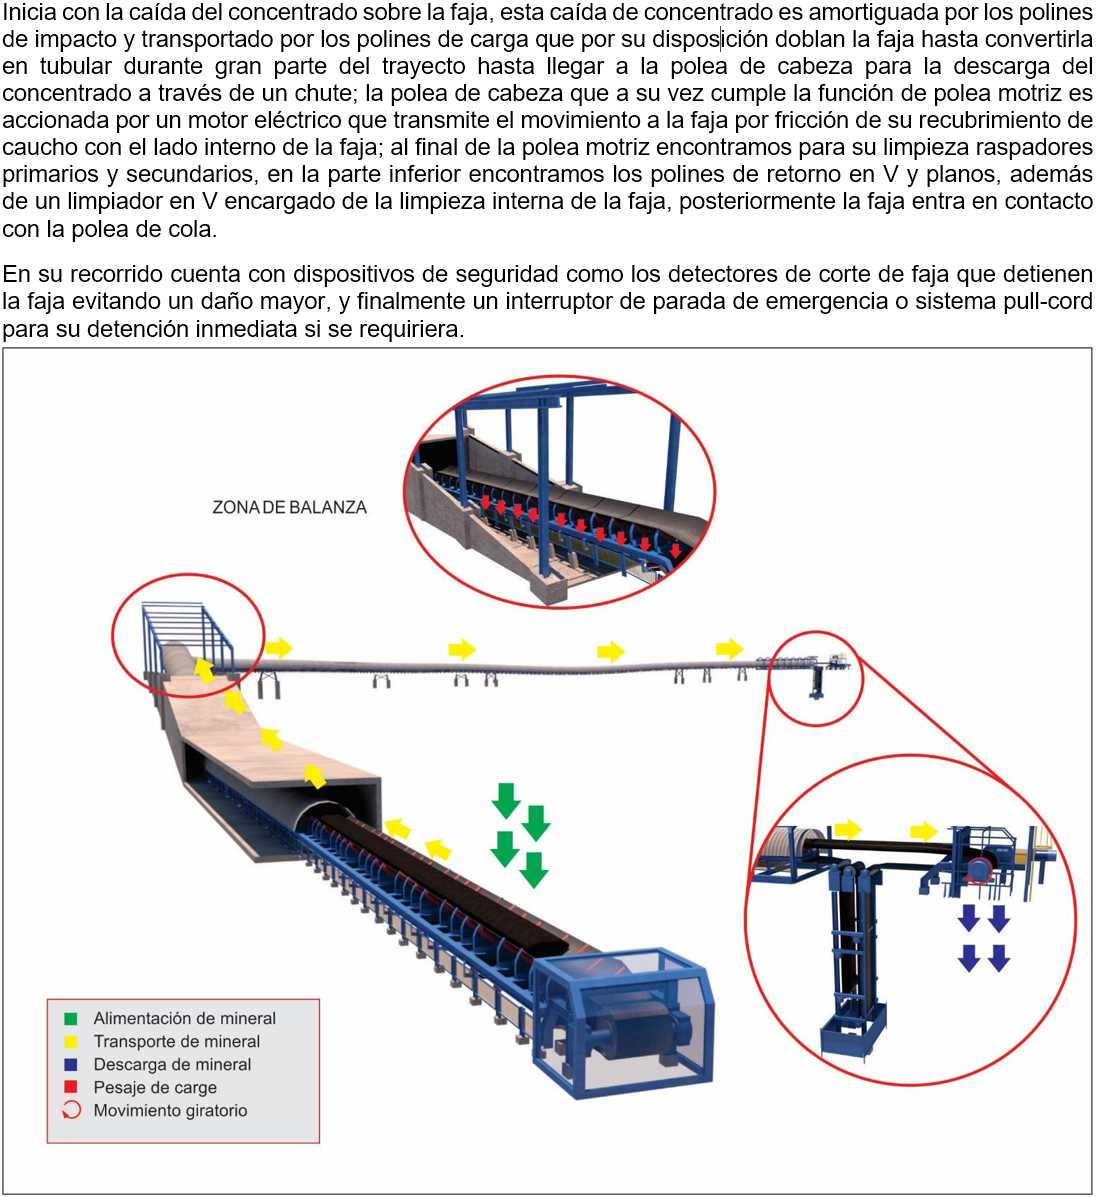 Inicia con la caída del concentrado sobre la faja, esta caída de concentrado es amortiguada por los polines
de impacto y transportado por los polines de carga que por su disposición doblan la faja hasta convertirla
en tubular durante gran parte del trayecto hasta llegar a la polea de cabeza para la descarga del
concentrado a través de un chute; la polea de cabeza que a su vez cumple la función de polea motriz es
accionada por un motor eléctrico que transmite el movimiento a la faja por fricción de su recubrimiento de
caucho con el lado interno de la faja; al final de la polea motriz encontramos para su limpieza raspadores
primarios y secundarios, en la parte inferior encontramos los polines de retorno en V y planos, además
de un limpiador en V encargado de la limpieza interna de la faja, posteriormente la faja entra en contacto
con la polea de cola.
En su recorrido cuenta con dispositivos de seguridad como los detectores de corte de faja que detienen
la faja evitando un daño mayor, y finalmente un interruptor de parada de emergencia o sistema pull-cord
para su detención inmediata si se requiriera.
ZONA DE BALANZA
Alimentación de mineral
Transporte de mineral
Descarga de mineral
Pesaje de carge
Movimiento giratorio